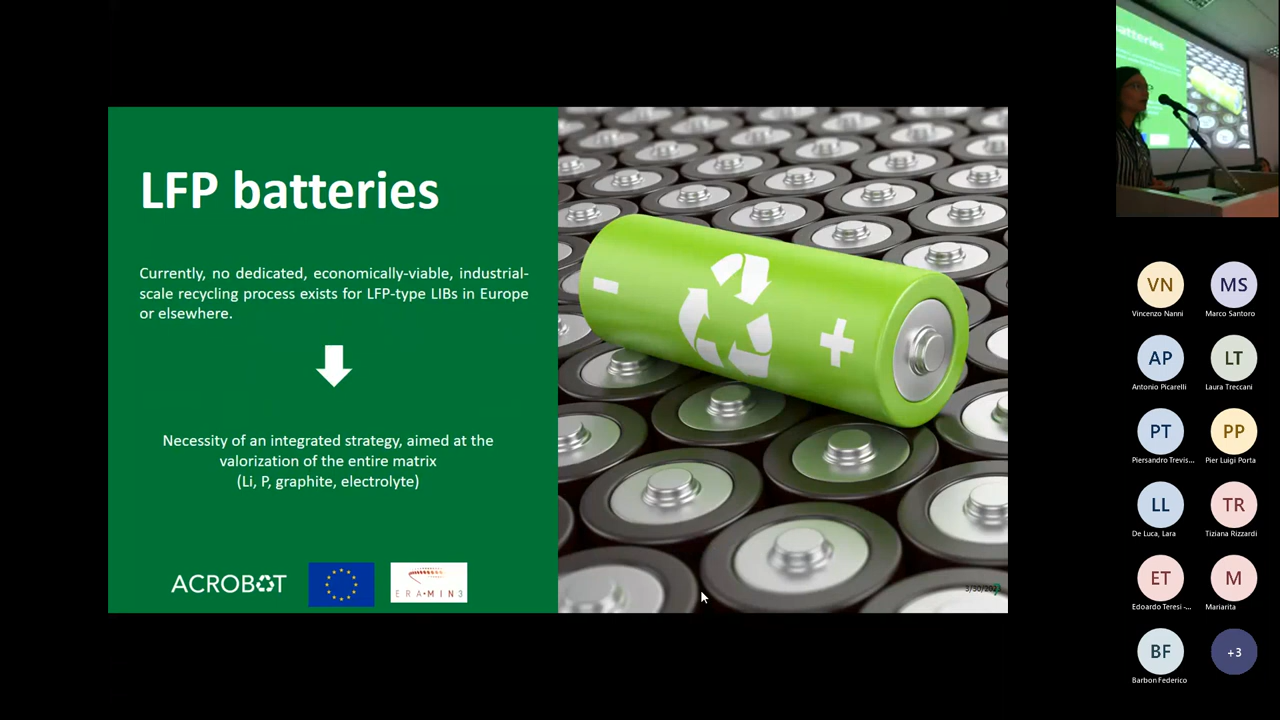 LFP batteries
Currently, no dedicated, economically-viable, industrial-
scale recycling process exists for LFP-type LIBs in Europe
or elsewhere.
Necessity of an integrated strategy, aimed at the
valorization of the entire matrix
(Li, P, graphite, electrolyte)
ACROBOT
ERA•MIN3
- +
batteries
VN MS
Vincenzo Nanni Marco Santoro
AP LT
Antonio Picarelli Laura Treccani
PT PP
Piersandro Trevis... Pier Luigi Porta
LL TR
De Luca, Lara Tiziana Rizzardi
ET M
Edoardo Teresi -... Mariarita
BF +3
Barbon Federico